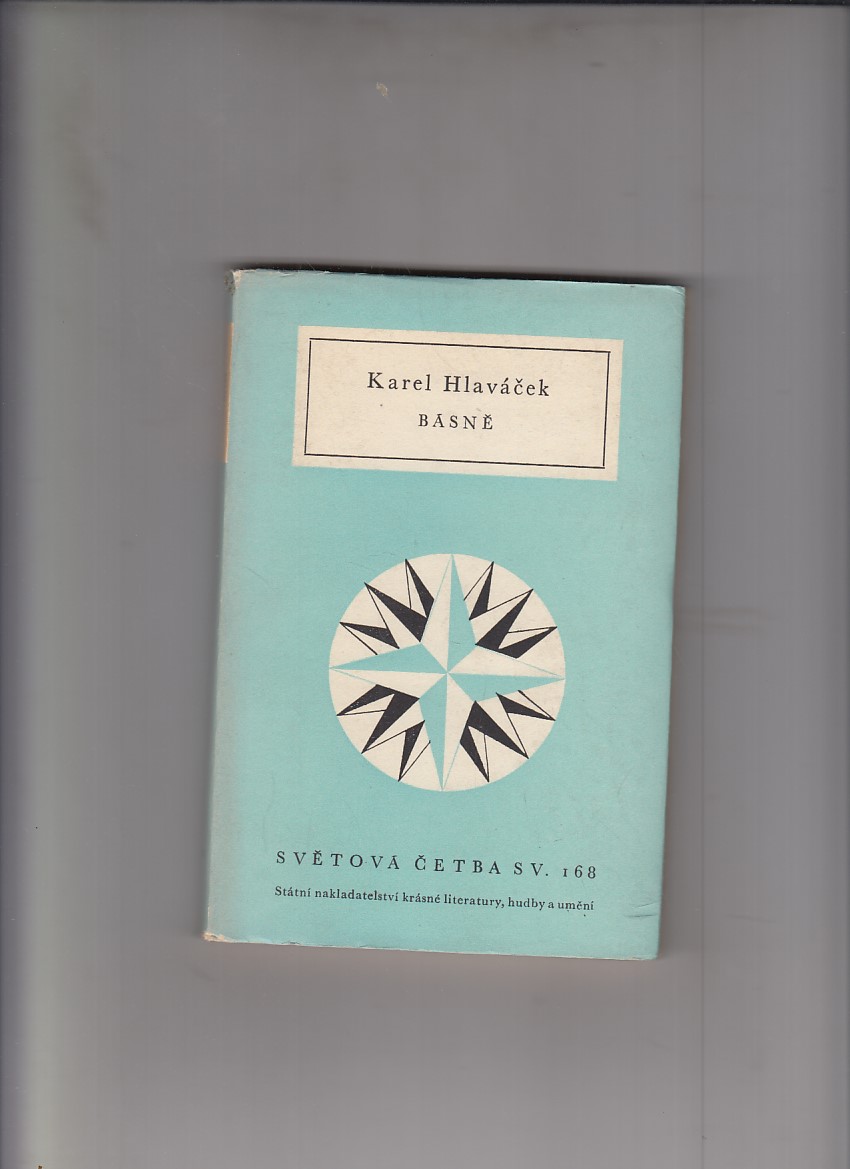 Karel Hlaváček
BÁSNĚ
SVĚTOVÁ ČETBA SV. 168
Státní nakladatelství krásné literatury, hudby a umění